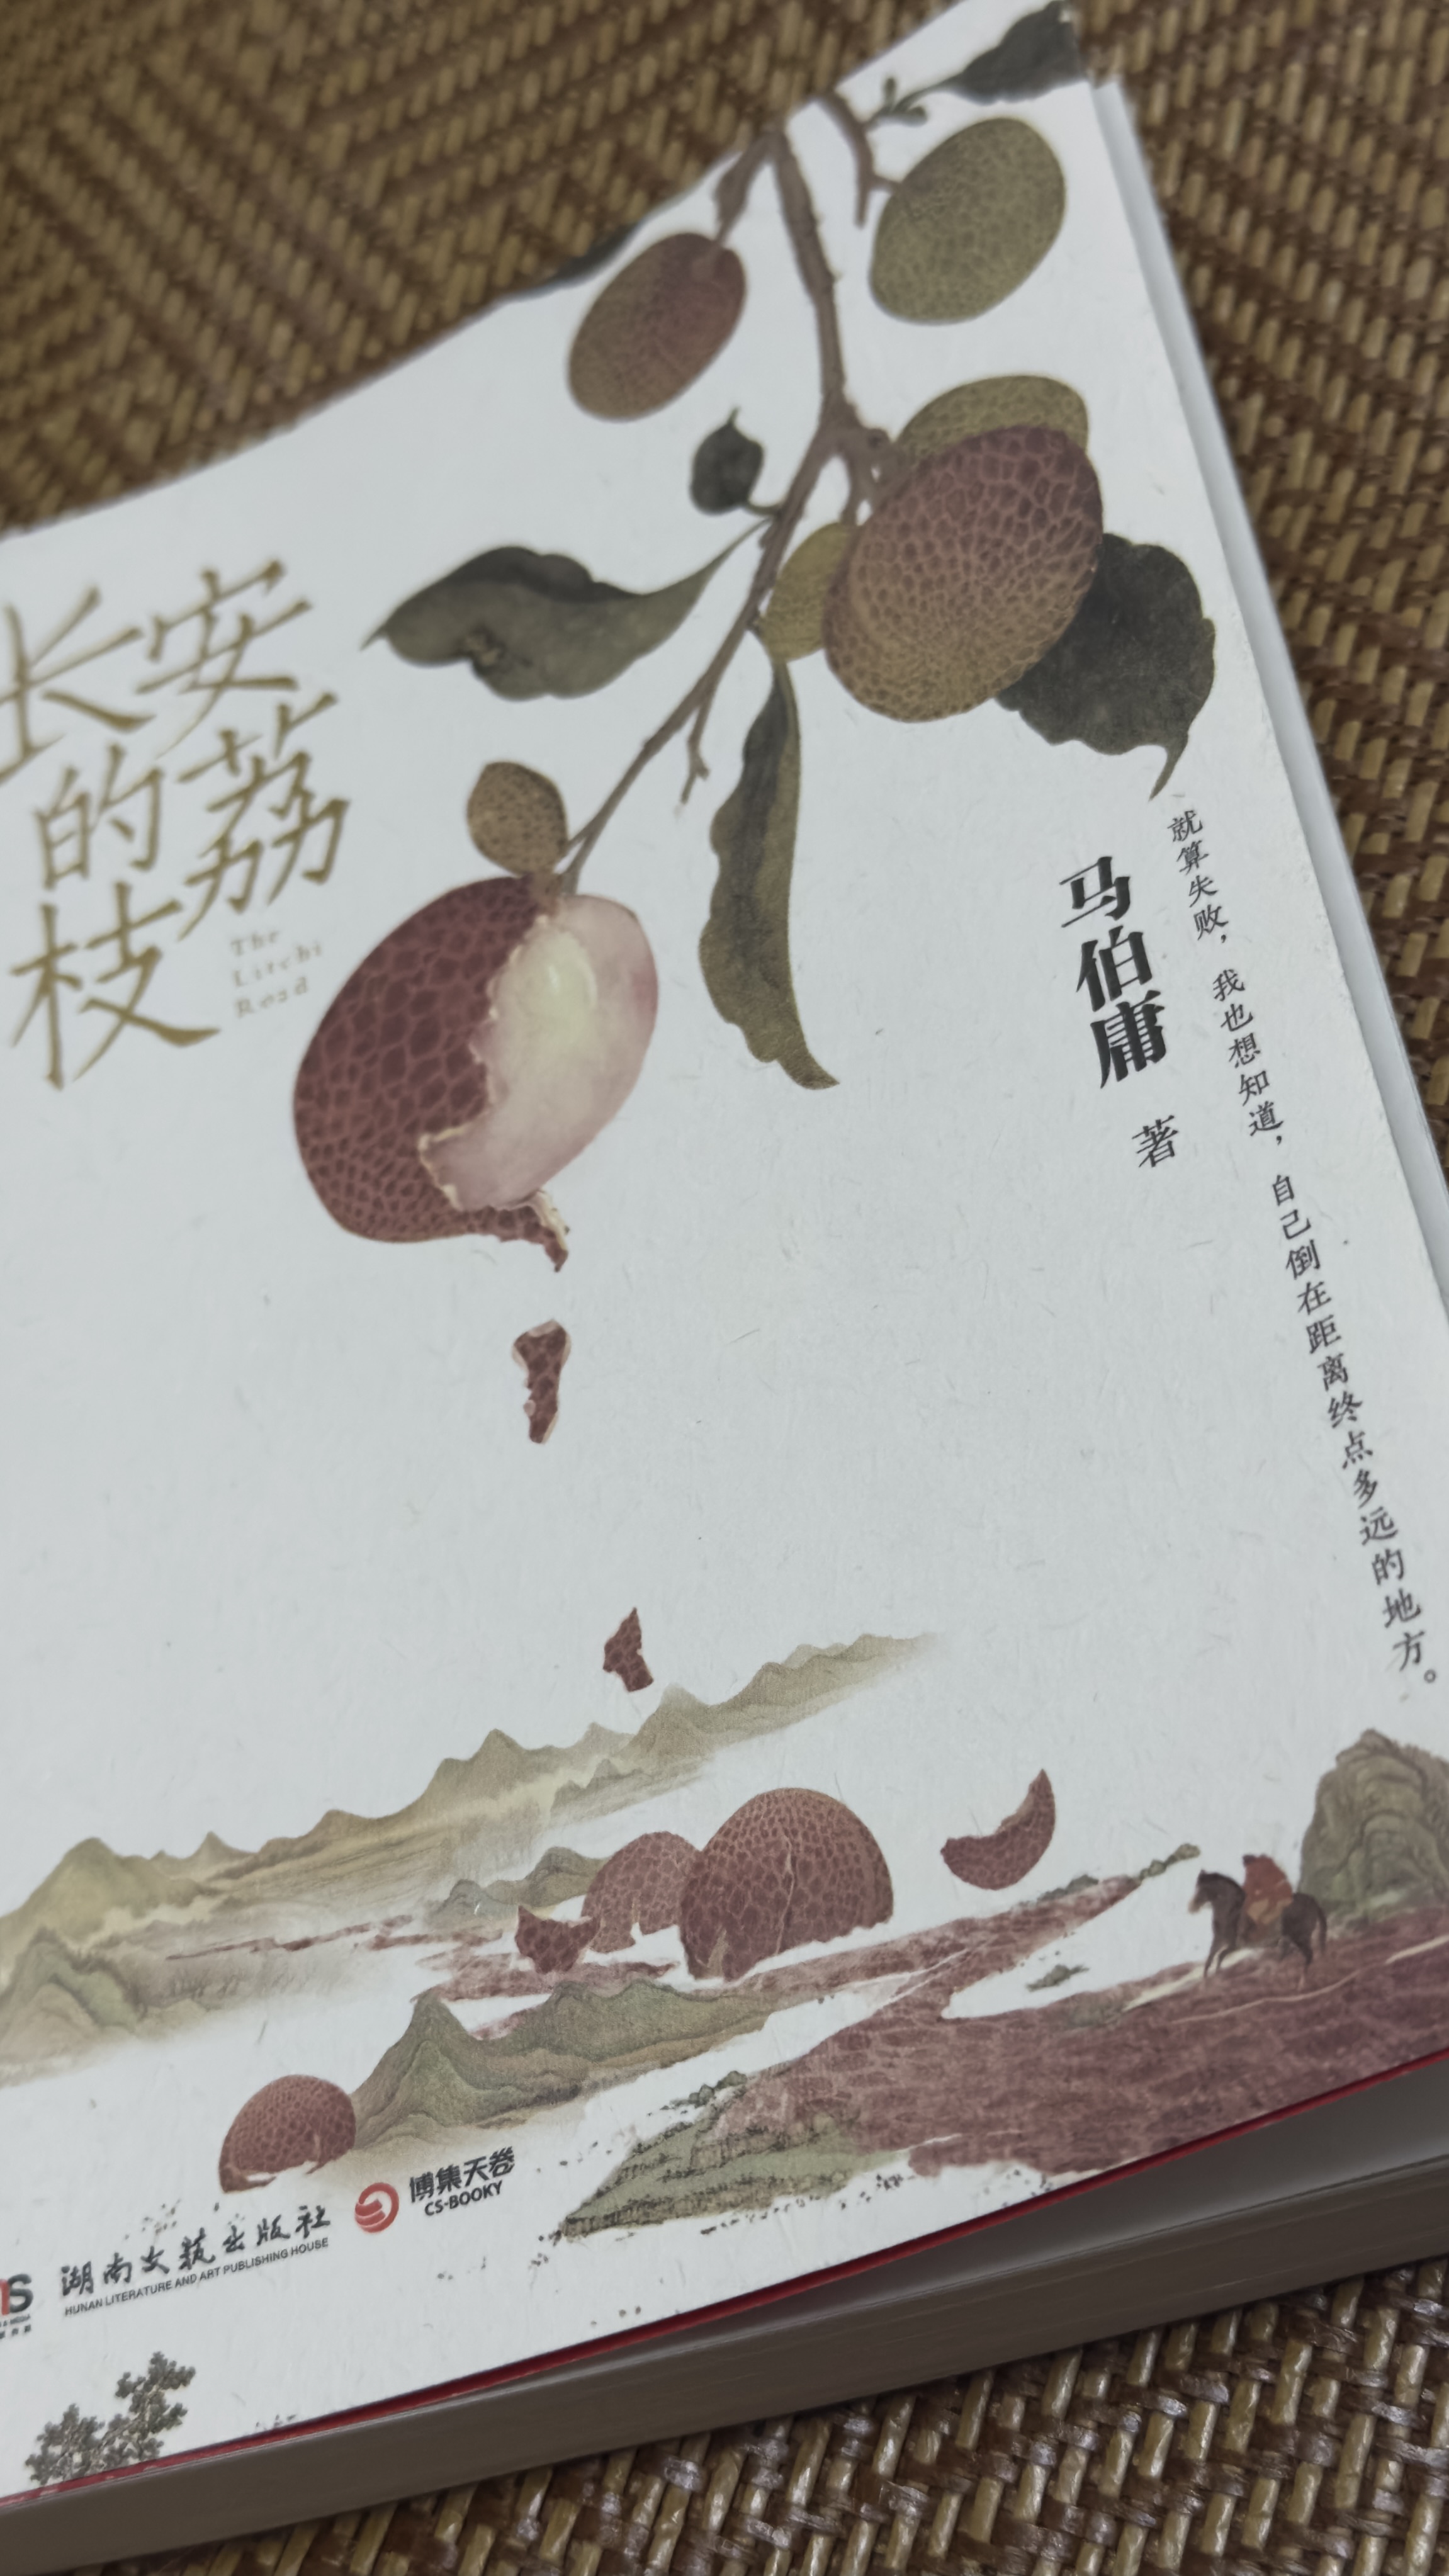 长安
的荔
枝
The
Litchi
Road
马伯庸 著
就算失败，我也想知道，自己倒在距离终点多远的地方。
湖南文艺出版社
HUNAN LITERATURE AND ART PUBLISHING HOUSE
博集天卷
CS-BOOKY